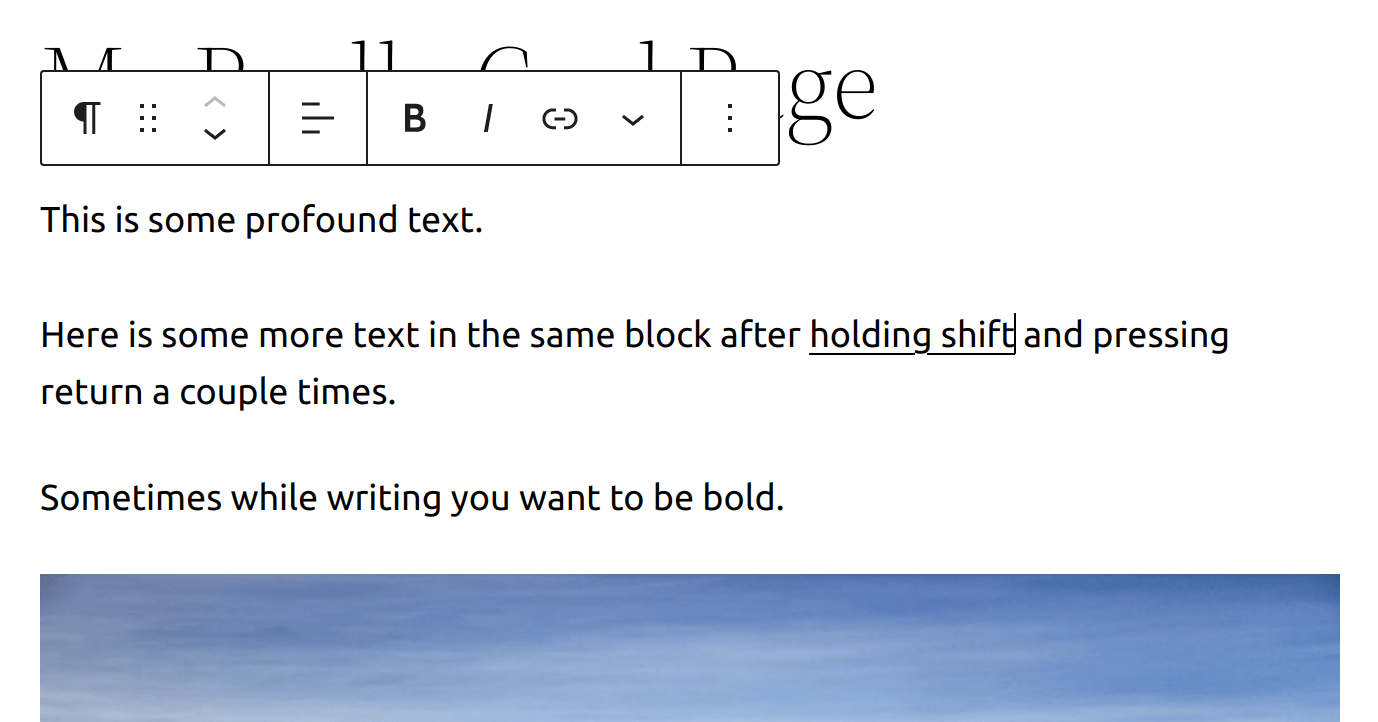 ge
B I
This is some profound text.
Here is some more text in the same block after holding shift and pressing
return a couple times.
Sometimes while writing you want to be bold.